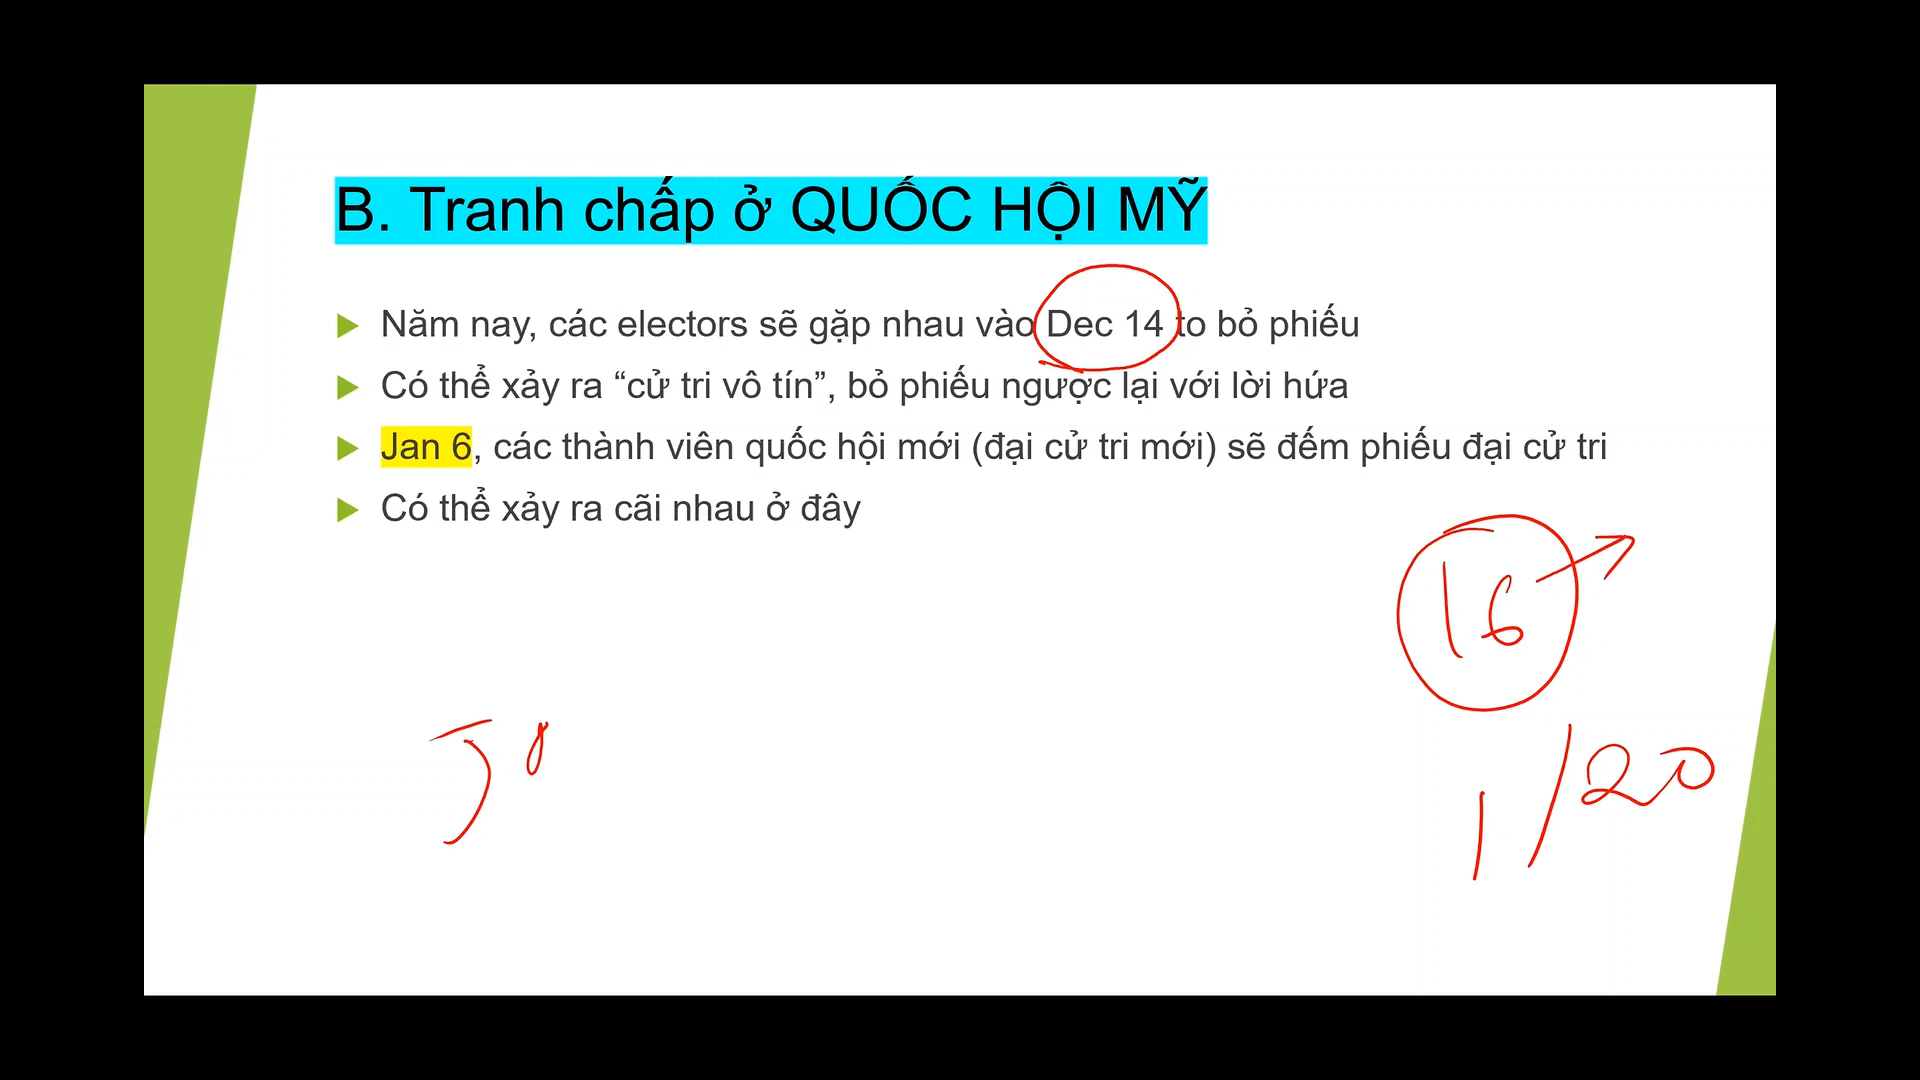 B. Tranh chấp ở QUỐC HỘI MỸ
Năm nay, các electors sẽ gặp nhau vào Dec 14 to bỏ phiếu
Có thể xảy ra “cử tri vô tín”, bỏ phiếu ngược lại với lời hứa
Jan 6, các thành viên quốc hội mới (đại cử tri mới) sẽ đếm phiếu đại cử tri
Có thể xảy ra cãi nhau ở đây
16
1/20